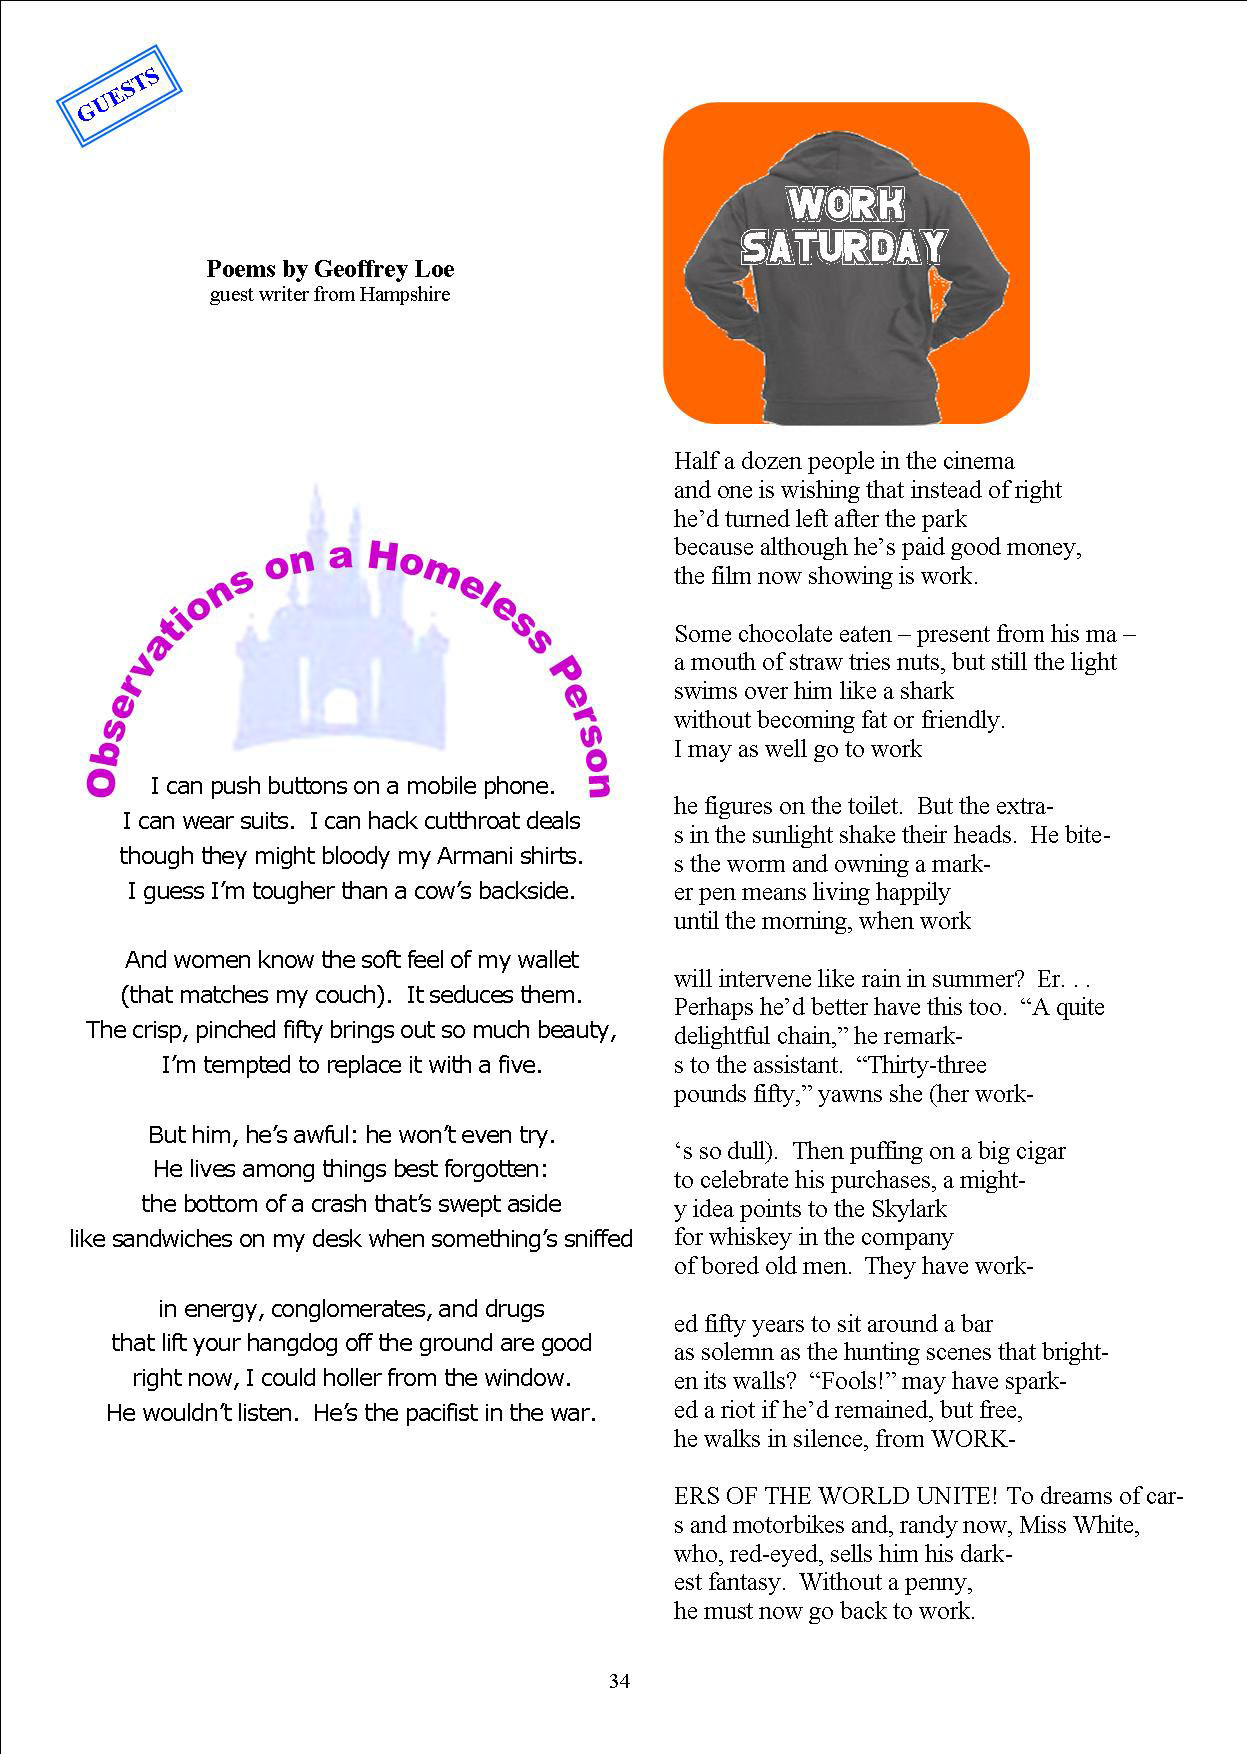 GUESTS
Poems by Geoffrey Loe
guest writer from Hampshire
Observations on a Homeless Person
I can push buttons on a mobile phone.
I can wear suits.  I can hack cutthroat deals
though they might bloody my Armani shirts.
I guess I’m tougher than a cow’s backside.

And women know the soft feel of my wallet
(that matches my couch).  It seduces them.
The crisp, pinched fifty brings out so much beauty,
I’m tempted to replace it with a five.

But him, he’s awful: he won’t even try.
He lives among things best forgotten:
the bottom of a crash that’s swept aside
like sandwiches on my desk when something’s sniffed

in energy, conglomerates, and drugs
that lift your hangdog off the ground are good
right now, I could holler from the window.
He wouldn’t listen.  He’s the pacifist in the war.

WORK
SATURDAY
Half a dozen people in the cinema
and one is wishing that instead of right
he’d turned left after the park
because although he’s paid good money,
the film now showing is work.

Some chocolate eaten – present from his ma –
a mouth of straw tries nuts, but still the light
swims over him like a shark
without becoming fat or friendly.
I may as well go to work

he figures on the toilet.  But the extra-
s in the sunlight shake their heads.  He bite-
s the worm and owning a mark-
er pen means living happily
until the morning, when work

will intervene like rain in summer?  Er. . .
Perhaps he’d better have this too.  “A quite
delightful chain,” he remark-
s to the assistant.  “Thirty-three
pounds fifty,” yawns she (her work-

‘s so dull).  Then puffing on a big cigar
to celebrate his purchases, a might-
y idea points to the Skylark
for whiskey in the company
of bored old men.  They have work-

ed fifty years to sit around a bar
as solemn as the hunting scenes that bright-
en its walls?  “Fools!” may have spark-
ed a riot if he’d remained, but free,
he walks in silence, from WORK-

ERS OF THE WORLD UNITE! To dreams of car-
s and motorbikes and, randy now, Miss White,
who, red-eyed, sells him his dark-
est fantasy.  Without a penny,
he must now go back to work.

34